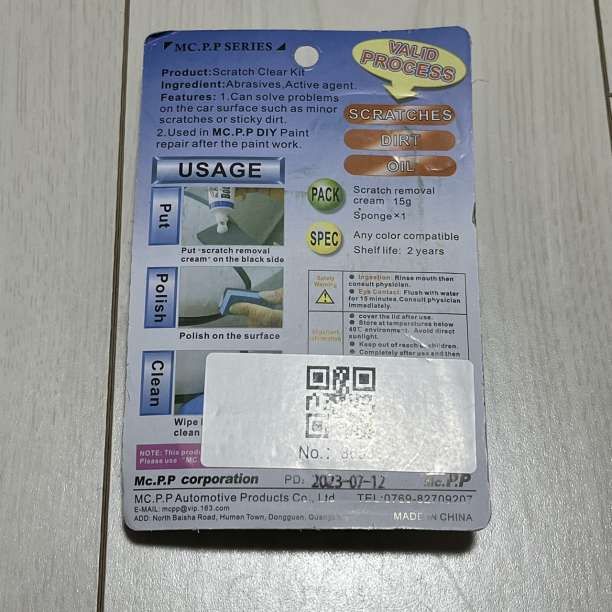 MC.P.P SERIES
VALID
PROCESS
Product:Scratch Clear Kit
Ingredient:Abrasives,Active agent.
Features: 1.Can solve problems
on the car surface such as minor
scratches or sticky dirt.
2.Used in MC.P.P DIY Paint
repair after the paint work.
SCRATCHES
DIRT
OIL
USAGE
Put
Put "scratch removal
cream" on the black side
Polish
Polish on the surface
Clean
Wipe
clean
PACK
Scratch removal
cream 15g
Sponge×1
SPEC
Any color compatible
Shelf life: 2 years
Safety
Warning
Ingestion: Rinse mouth then
consult physician.
Eye Contact: Flush with water
for 15 minutes.Consult physician
immediately.
Important
Information
cover the lid after use.
Store at temperatures below
40℃ environment. Avoid direct
sunlight.
Keep out of reach children.
Completely after use and then
No.:
NOTE: This produ
Please use "MC
Mc.P.P corporation
PD: 2023-07-12
Mc.P.P
MC.P.P Automotive Products Co., Ltd
TEL:0769-82709207
E-MAIL: mcpp@vip.163.com
ADD: North Baisha Road, Humen Town, Dongguan,
MADE IN CHINA